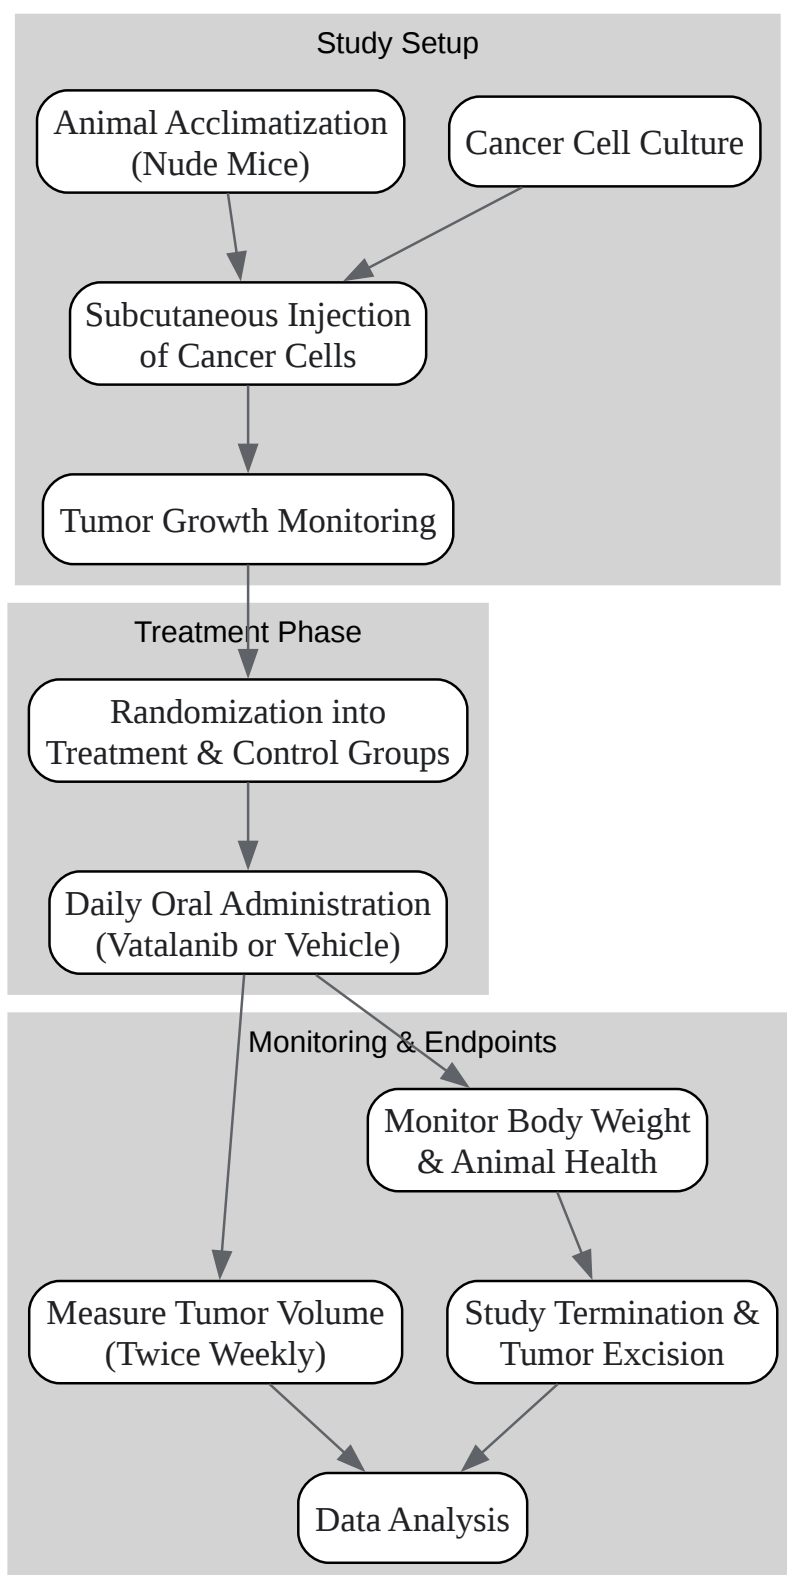 Study Setup
Animal Acclimatization
(Nude Mice)
Cancer Cell Culture
Subcutaneous Injection
of Cancer Cells
Tumor Growth Monitoring
Treatment Phase
Randomization into
Treatment & Control Groups
Daily Oral Administration
(Vatalanib or Vehicle)
Monitoring & Endpoints
Monitor Body Weight
& Animal Health
Measure Tumor Volume
(Twice Weekly)
Study Termination &
Tumor Excision
Data Analysis